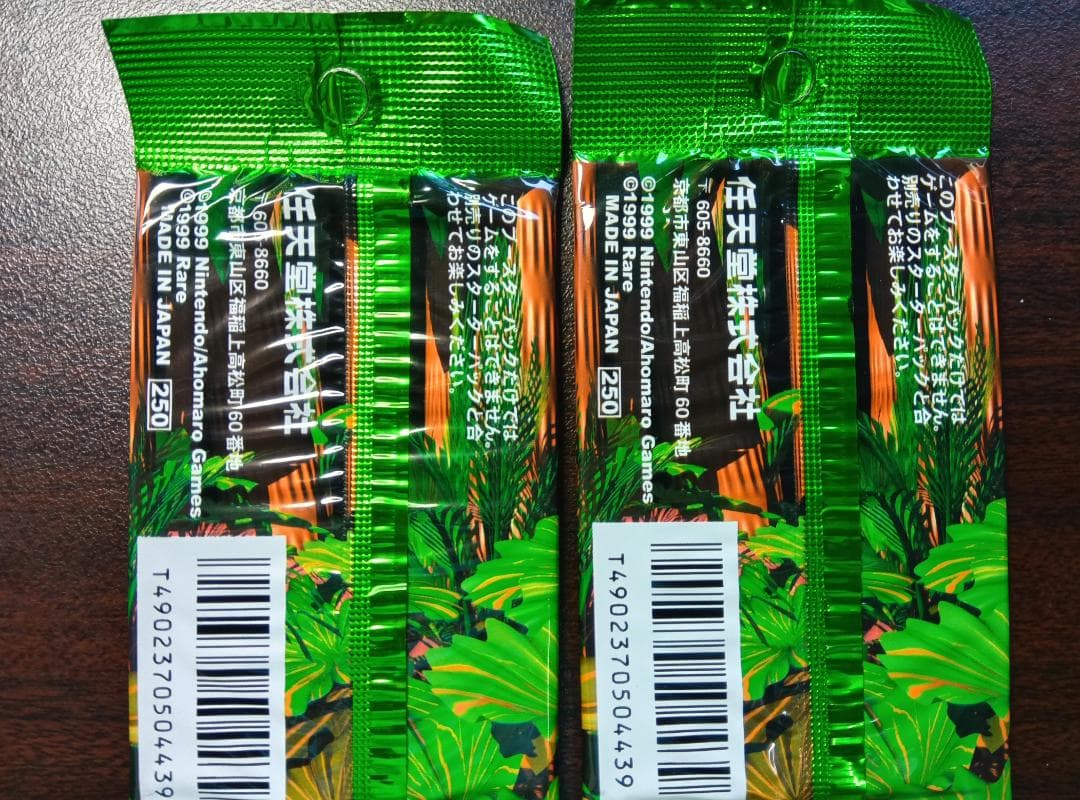 このブースターパックだけでは
ゲームをすることはできません。
別売りのスターターパックと合
わせてお楽しみください。
任天堂株式会社
〒605-8660
京都市東山区福稲上高松町60番地
©1999 Nintendo/Ahomaro Games
©1999 Rare
MADE IN JAPAN 250
T4902370504439
このブースターパックだけでは
ゲームをすることはできません。
別売りのスターターパックと合
わせてお楽しみください。
任天堂株式会社
〒605-8660
京都市東山区福稲上高松町60番地
©1999 Nintendo/Ahomaro Games
©1999 Rare
MADE IN JAPAN 250
T4902370504439